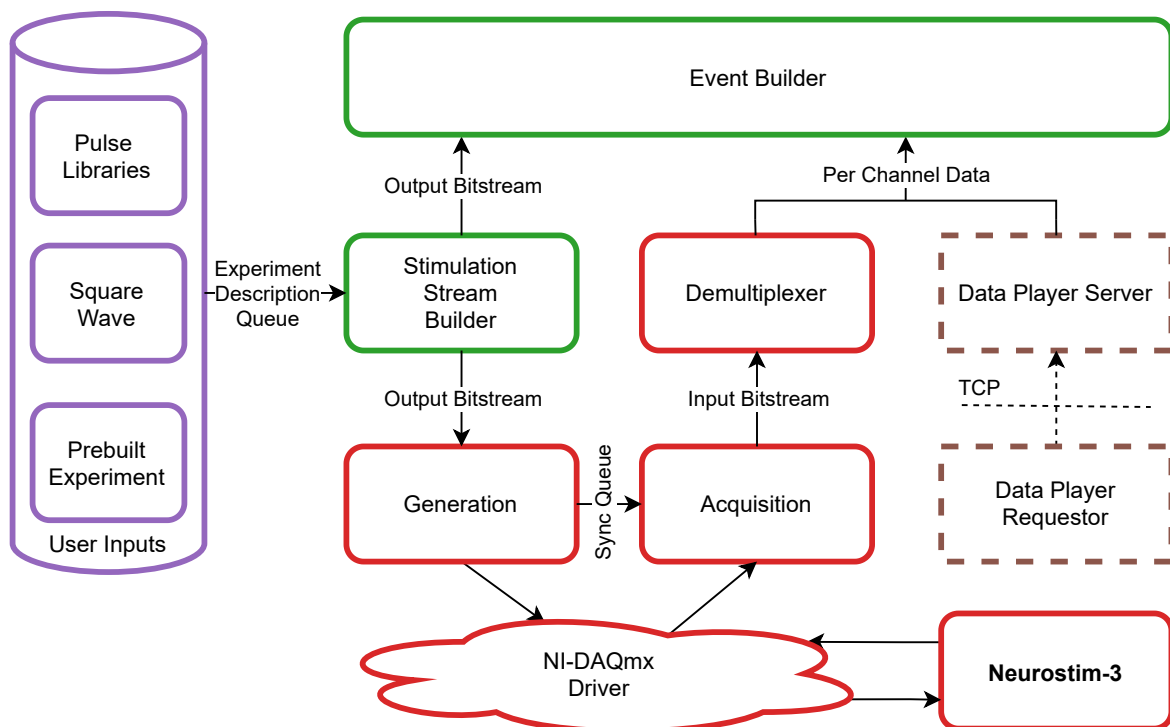 Event Builder
Pulse
Libraries
Output Bitstream
Per Channel Data
Square
Wave
Experiment
Description
Queue
Stimulation
Stream
Builder
Demultiplexer
Data Player Server
Output Bitstream
Input Bitstream
TCP
Prebuilt
Experiment
Generation
Sync Queue
Acquisition
Data Player
Requestor
User Inputs
NI-DAQmx
Driver
Neurostim-3